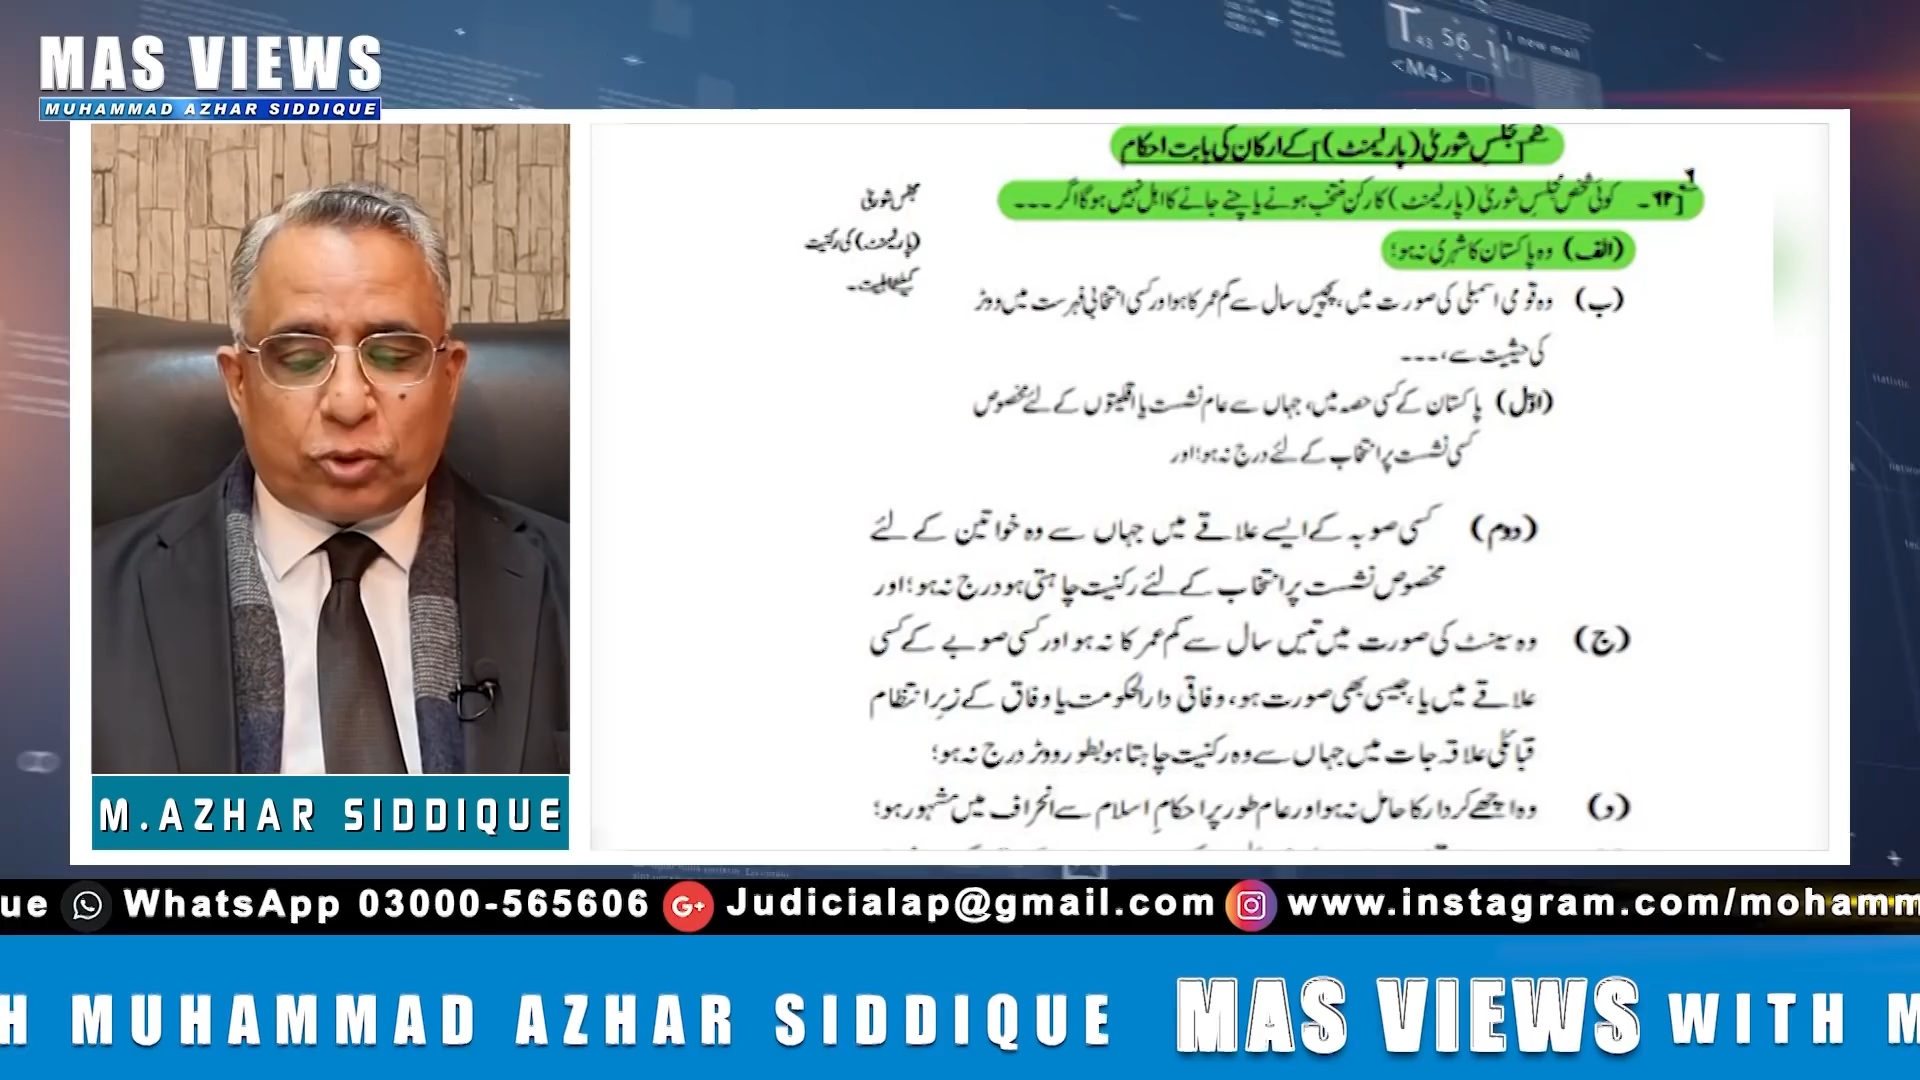 MAS VIEWS
MUHAMMAD AZHAR SIDDIQUE
T43 56 _11
1 new mail
<M4>
مجلسِ شوریٰ (پارلیمنٹ)] کے ارکان کی بابت احکام
[۶۲۔ کوئی شخص مجلسِ شوریٰ (پارلیمنٹ) کا رکن منتخب ہونے یا چنے جانے کا اہل نہیں ہوگا اگر ۔۔۔
مجلس شوریٰ
(پارلیمنٹ) کی رکنیت
کیلئے اہلیت۔
(الف) وہ پاکستان کا شہری نہ ہو؛
(ب) وہ قومی اسمبلی کی صورت میں، پچیس سال سے کم عمر کا ہو اور کسی انتخابی فہرست میں ووٹر
کی حیثیت سے، ۔۔۔
(اوّل) پاکستان کے کسی حصہ میں، جہاں سے عام نشست یا اقلیتوں کے لئے مخصوص
کسی نشست پر انتخاب کے لئے درج نہ ہو؛ اور
(دوم) کسی صوبہ کے ایسے علاقے میں جہاں سے وہ خواتین کے لئے
مخصوص نشست پر انتخاب کے لئے رکنیت چاہتی ہو درج نہ ہو؛ اور
(ج) وہ سینٹ کی صورت میں تیس سال سے کم عمر کا نہ ہو اور کسی صوبے کے کسی
علاقے میں یا، جیسی بھی صورت ہو، وفاقی دارالحکومت یا وفاق کے زیر انتظام
قبائلی علاقہ جات میں جہاں سے وہ رکنیت چاہتا ہو بطور ووٹر درج نہ ہو؛
(د) وہ اچھے کردار کا حامل نہ ہو اور عام طور پر احکامِ اسلام سے انحراف میں مشہور ہو؛
M.AZHAR SIDDIQUE
ue WhatsApp 03000-565606 G+ Judicialap@gmail.com www.instagram.com/mohamm
H MUHAMMAD AZHAR SIDDIQUE MAS VIEWS WITH M